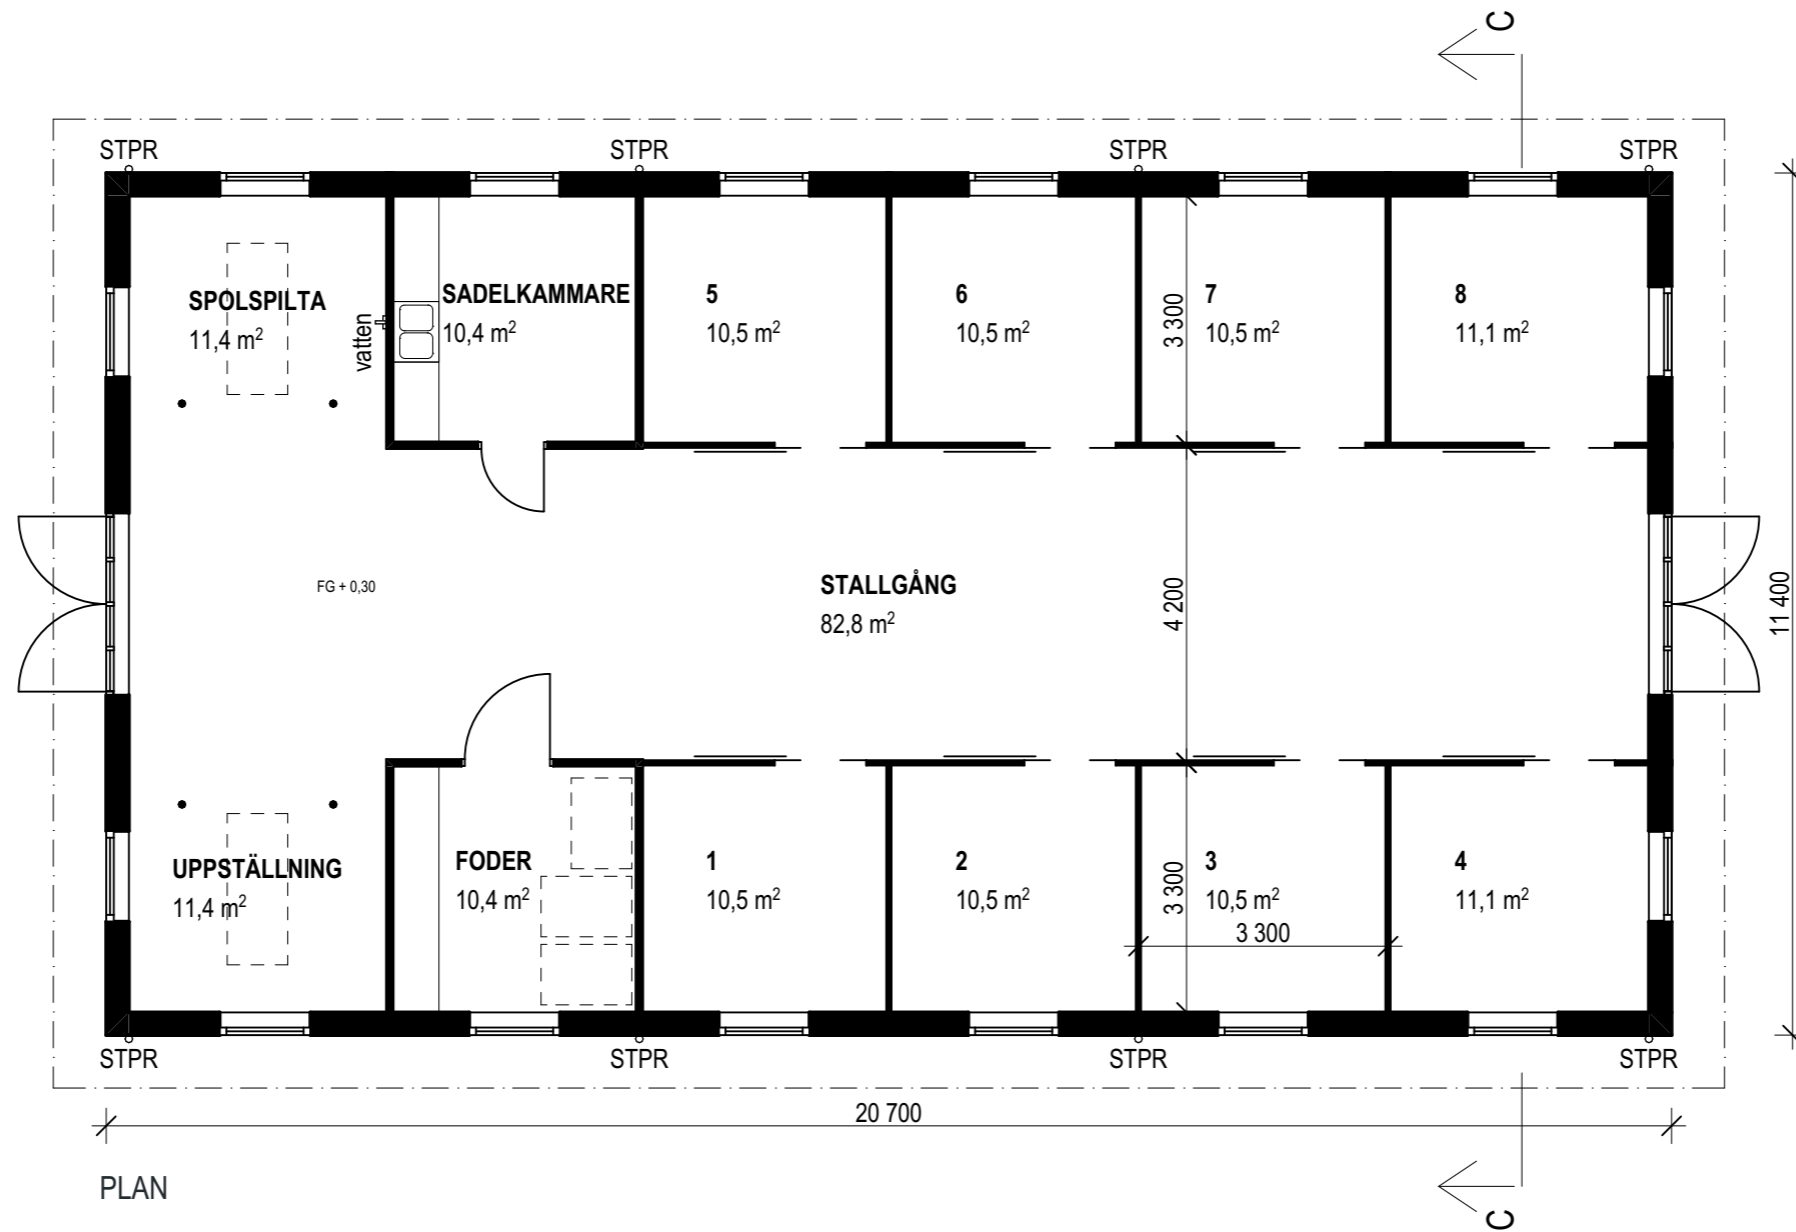 C
STPR STPR STPR STPR
SPOLSPILTA
11,4 m²
vatten
SADELKAMMARE
10,4 m²
5
10,5 m²
6
10,5 m²
7
10,5 m²
3 300
8
11,1 m²
FG + 0,30
STALLGÅNG
82,8 m²
4 200
11 400
UPPSTÄLLNING
11,4 m²
FODER
10,4 m²
1
10,5 m²
2
10,5 m²
3
10,5 m²
3 300
3 300
4
11,1 m²
STPR STPR STPR STPR
20 700
PLAN
C